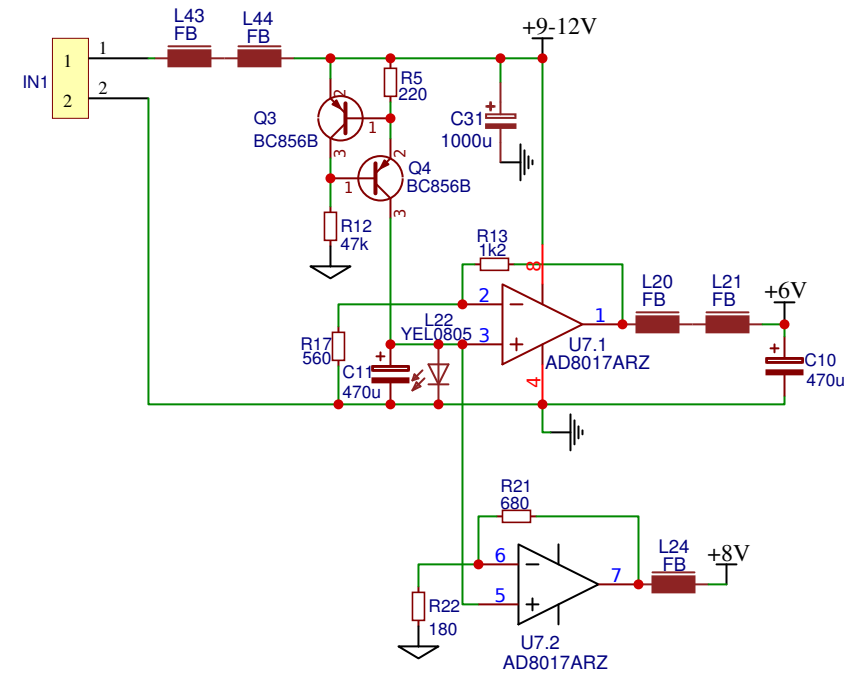 L43
FB
L44
FB
+9-12V
IN1
1
2
1
2
R5
220
C31
1000u
+
Q3
BC856B
2
1
3
Q4
BC856B
2
1
3
R12
47k
R13
1k2
8
2
3
1
4
U7.1
AD8017ARZ
L20
FB
L21
FB
+6V
+
C10
470u
R17
560
L22
YEL0805
+
C11
470u
R21
680
6
5
7
U7.2
AD8017ARZ
L24
FB
+8V
R22
180